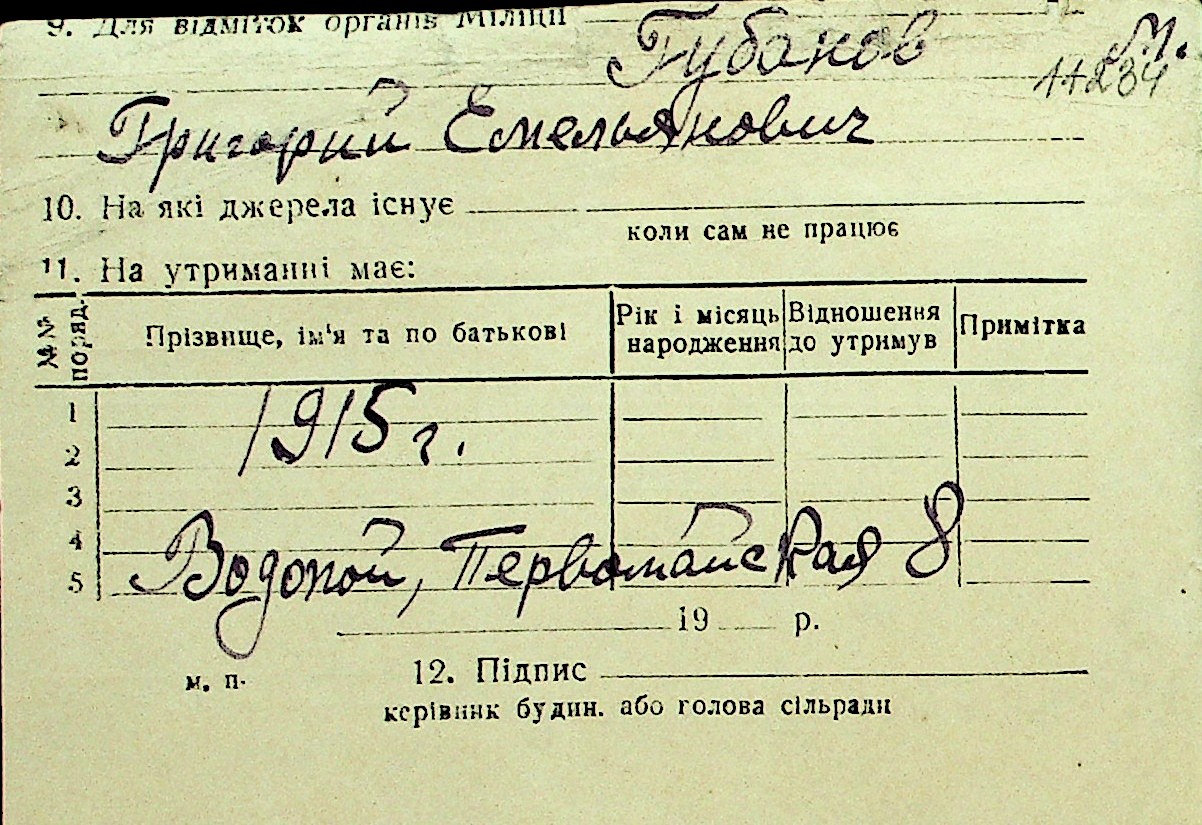 9. Для відміток органів Міліції
Губанов М.
11234
Григорий Емельянович
10. На які джерела існує
коли сам не працює
11. На утриманні має:
№№ поряд. Прізвище, ім'я та по батькові Рік і місяць народження Відношення до утримув Примітка
1
1915 г.
2
3
4
5 Водопой, Первомайская 8
19 р.
м. п. 12. Підпис
керівник будин. або голова сільради